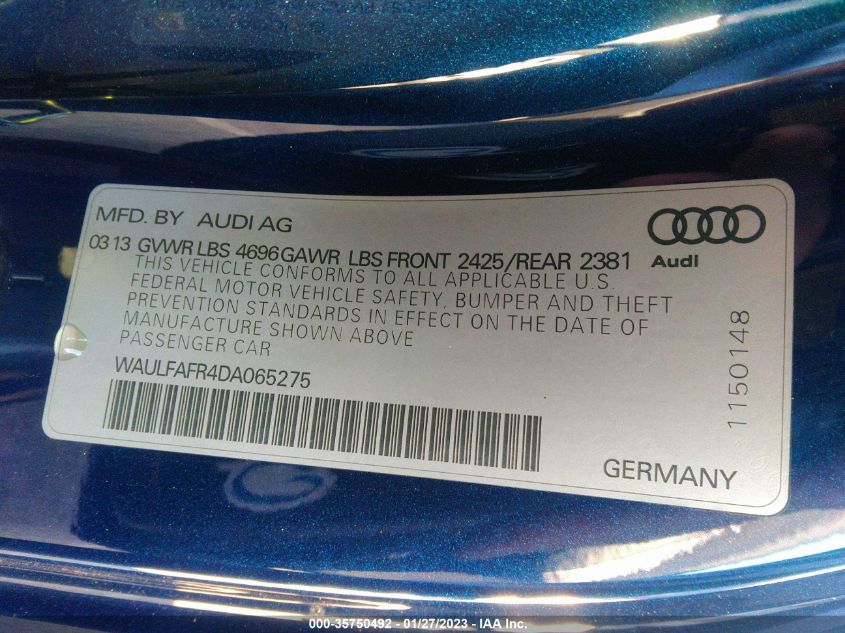 MFD. BY AUDI AG
03 13 GVWR LBS 4696 GAWR LBS FRONT 2425/REAR 2381
Audi
THIS VEHICLE CONFORMS TO ALL APPLICABLE U.S.
FEDERAL MOTOR VEHICLE SAFETY, BUMPER AND THEFT
PREVENTION STANDARDS IN EFFECT ON THE DATE OF
MANUFACTURE SHOWN ABOVE
PASSENGER CAR
WAULFAFR4DA065275
1150148
GERMANY
000-35750492 - 01/27/2023 - IAA Inc.